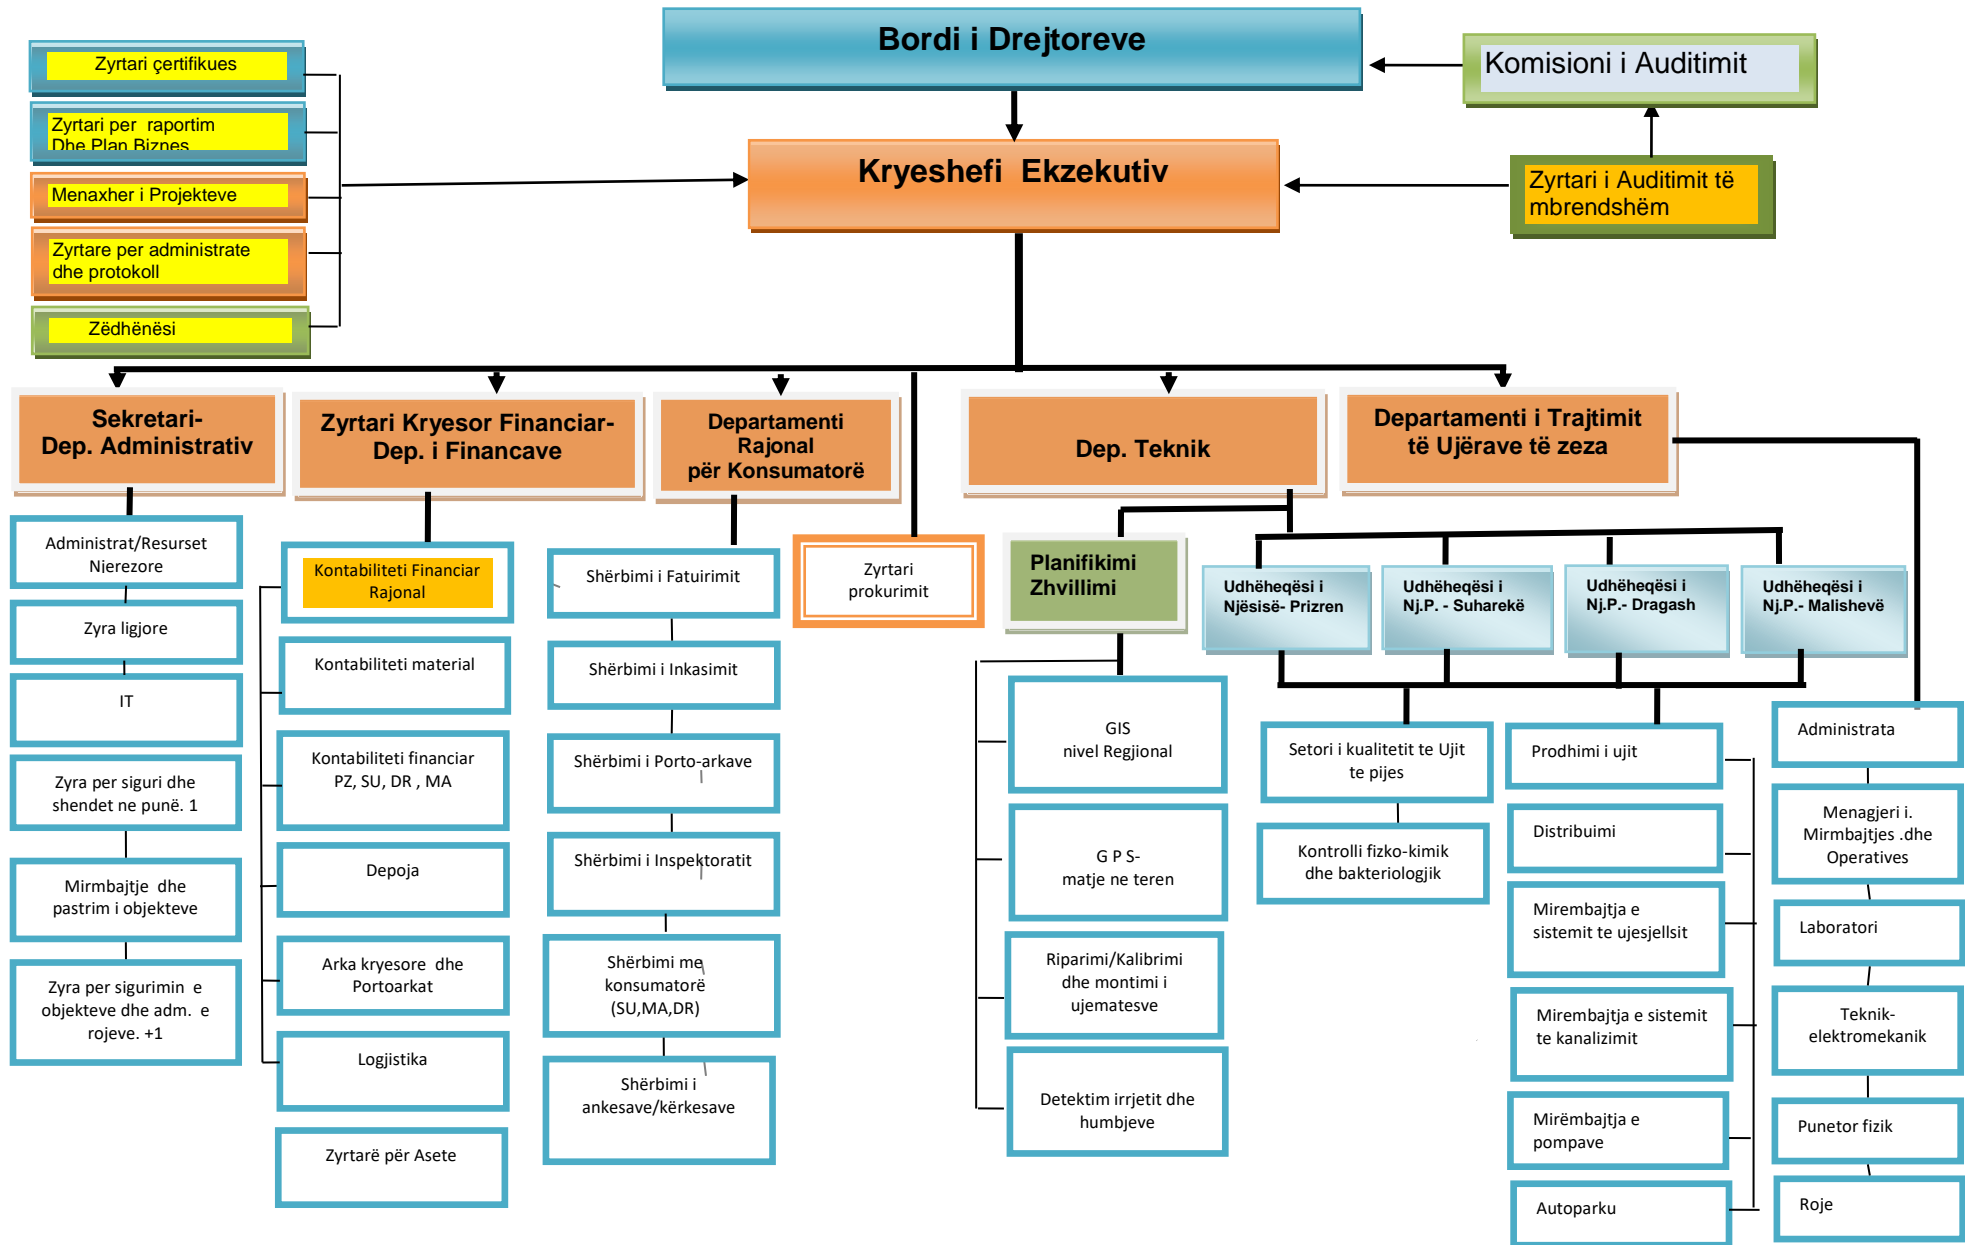 Bordi i Drejtoreve
Komisioni i Auditimit
Zyrtari çertifikues
Zyrtari per raportim
Dhe Plan Biznes
Menaxher i Projekteve
Zyrtare per administrate
dhe protokoll
Zëdhënësi
Kryeshefi Ekzekutiv
Zyrtari i Auditimit të
mbrendshëm
Sekretari-
Dep. Administrativ
Zyrtari Kryesor Financiar-
Dep. i Financave
Departamenti
Rajonal
për Konsumatorë
Dep. Teknik
Departamenti i Trajtimit
të Ujërave të zeza
Administrat/Resurset
Njerezore
Zyra ligjore
IT
Zyra per siguri dhe
shendet ne punë. 1
Mirmbajtje dhe
pastrim i objekteve
Zyra per sigurimin e
objekteve dhe adm. e
rojeve. +1
Kontabiliteti Financiar
Rajonal
Kontabiliteti material
Kontabiliteti financiar
PZ, SU, DR , MA
Depoja
Arka kryesore dhe
Portoarkat
Logjistika
Zyrtarë për Asete
Shërbimi i Fatuirimit
Shërbimi i Inkasimit
Shërbimi i Porto-arkave
Shërbimi i Inspektoratit
Shërbimi me
konsumatorë
(SU,MA,DR)
Shërbimi i
ankesave/kërkesave
Zyrtari
prokurimit
Planifikimi
Zhvillimi
GIS
nivel Regjional
G P S-
matje ne teren
Riparimi/Kalibrimi
dhe montimi i
ujematesve
Detektim irrjetit dhe
humbjeve
Udhëheqësi i
Njësisë- Prizren
Udhëheqësi i
Nj.P. - Suharekë
Udhëheqësi i
Nj.P.- Dragash
Udhëheqësi i
Nj.P.- Malishevë
Setori i kualitetit te Ujit
te pijes
Kontrolli fizko-kimik
dhe bakteriologjik
Prodhimi i ujit
Distribuimi
Mirembajtja e
sistemit te ujesjellsit
Mirembajtja e sistemit
te kanalizimit
Mirëmbajtja e
pompave
Autoparku
Administrata
Menagjeri i.
Mirmbajtjes .dhe
Operatives
Laboratori
Teknik-
elektromekanik
Punetor fizik
Roje